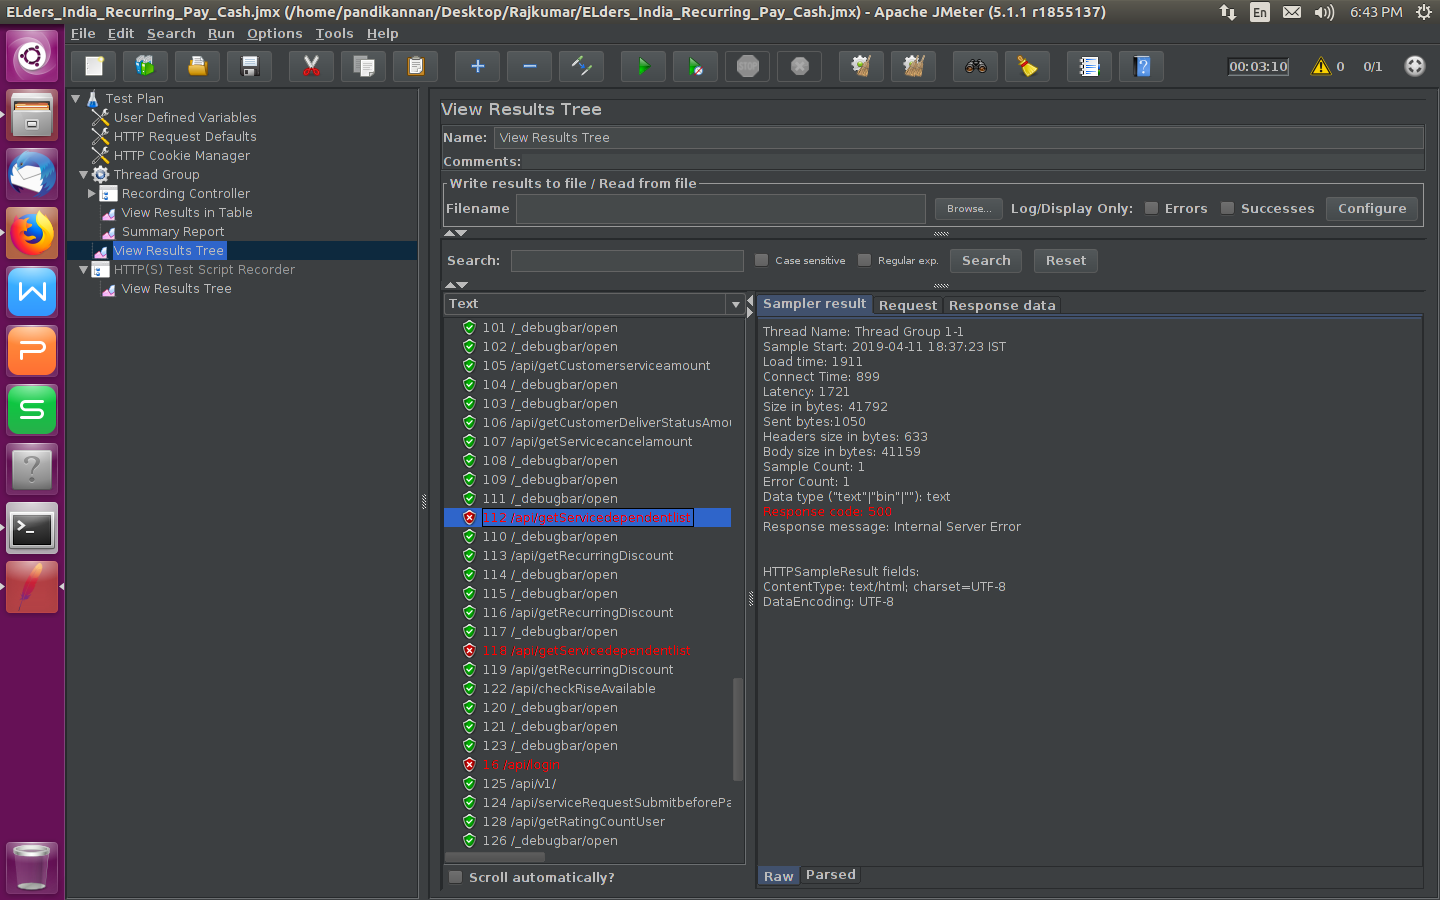 ELders_India_Recurring_Pay_Cash.jmx (/home/pandikannan/Desktop/Rajkumar/ELders_India_Recurring_Pay_Cash.jmx) - Apache JMeter (5.1.1 r1855137)
En
6:43 PM
File Edit Search Run Options Tools Help
00:03:10
0
0/1
Test Plan
User Defined Variables
HTTP Request Defaults
HTTP Cookie Manager
Thread Group
Recording Controller
View Results in Table
Summary Report
View Results Tree
HTTP(S) Test Script Recorder
View Results Tree
View Results Tree
Name: View Results Tree
Comments:
Write results to file / Read from file
Filename
Browse...
Log/Display Only:
Errors
Successes
Configure
Search:
Case sensitive
Regular exp.
Search
Reset
Text
101 /_debugbar/open
102 /_debugbar/open
105 /api/getCustomerserviceamount
104 /_debugbar/open
103 /_debugbar/open
106 /api/getCustomerDeliverStatusAmou
107 /api/getServicecancelamount
108 /_debugbar/open
109 /_debugbar/open
111 /_debugbar/open
112 /api/getServicedependentlist
110 /_debugbar/open
113 /api/getRecurringDiscount
114 /_debugbar/open
115 /_debugbar/open
116 /api/getRecurringDiscount
117 /_debugbar/open
118 /api/getServicedependentlist
119 /api/getRecurringDiscount
122 /api/checkRiseAvailable
120 /_debugbar/open
121 /_debugbar/open
123 /_debugbar/open
16 /api/login
125 /api/v1/
124 /api/serviceRequestSubmitbeforePa
128 /api/getRatingCountUser
126 /_debugbar/open
Scroll automatically?
Sampler result
Request
Response data
Thread Name: Thread Group 1-1
Sample Start: 2019-04-11 18:37:23 IST
Load time: 1911
Connect Time: 899
Latency: 1721
Size in bytes: 41792
Sent bytes:1050
Headers size in bytes: 633
Body size in bytes: 41159
Sample Count: 1
Error Count: 1
Data type ("text"|"bin"|""): text
Response code: 500
Response message: Internal Server Error
HTTPSampleResult fields:
ContentType: text/html; charset=UTF-8
DataEncoding: UTF-8
Raw
Parsed